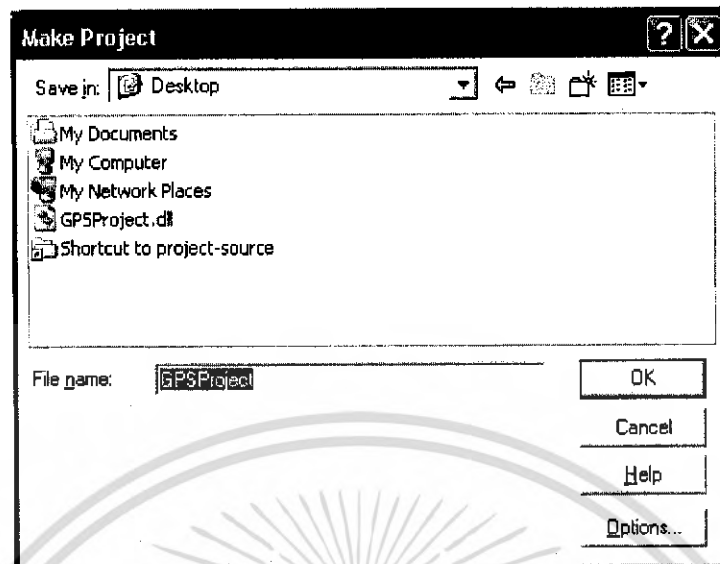 Make Project
Save in: Desktop
My Documents
My Computer
My Network Places
GPSProject.dll
Shortcut to project-source
File name: GPSProject
OK
Cancel
Help
Options...